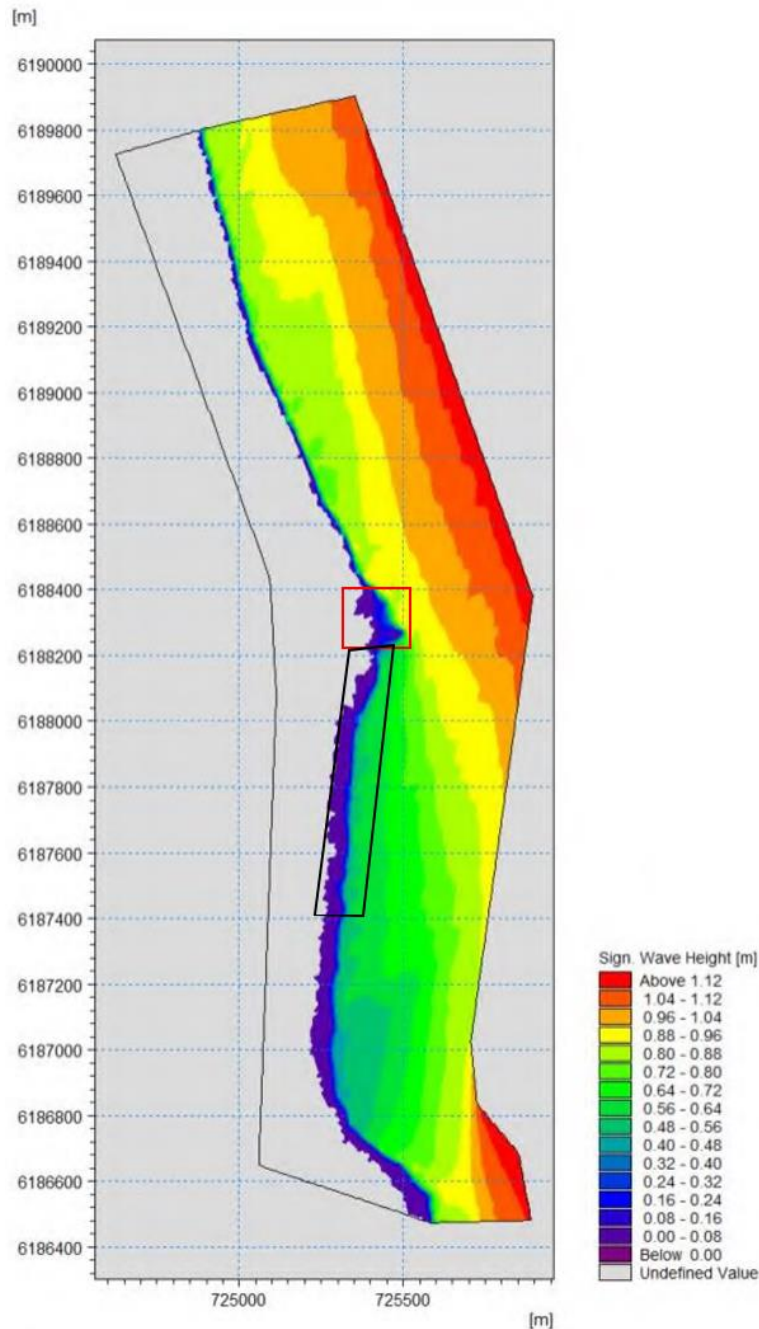 [m]
6190000
6189800
6189600
6189400
6189200
6189000
6188800
6188600
6188400
6188200
6188000
6187800
6187600
6187400
6187200
6187000
6186800
6186600
6186400
725000 725500
[m]
Sign. Wave Height [m]
Above 1.12
1.04 - 1.12
0.96 - 1.04
0.88 - 0.96
0.80 - 0.88
0.72 - 0.80
0.64 - 0.72
0.56 - 0.64
0.48 - 0.56
0.40 - 0.48
0.32 - 0.40
0.24 - 0.32
0.16 - 0.24
0.08 - 0.16
0.00 - 0.08
Below 0.00
Undefined Value